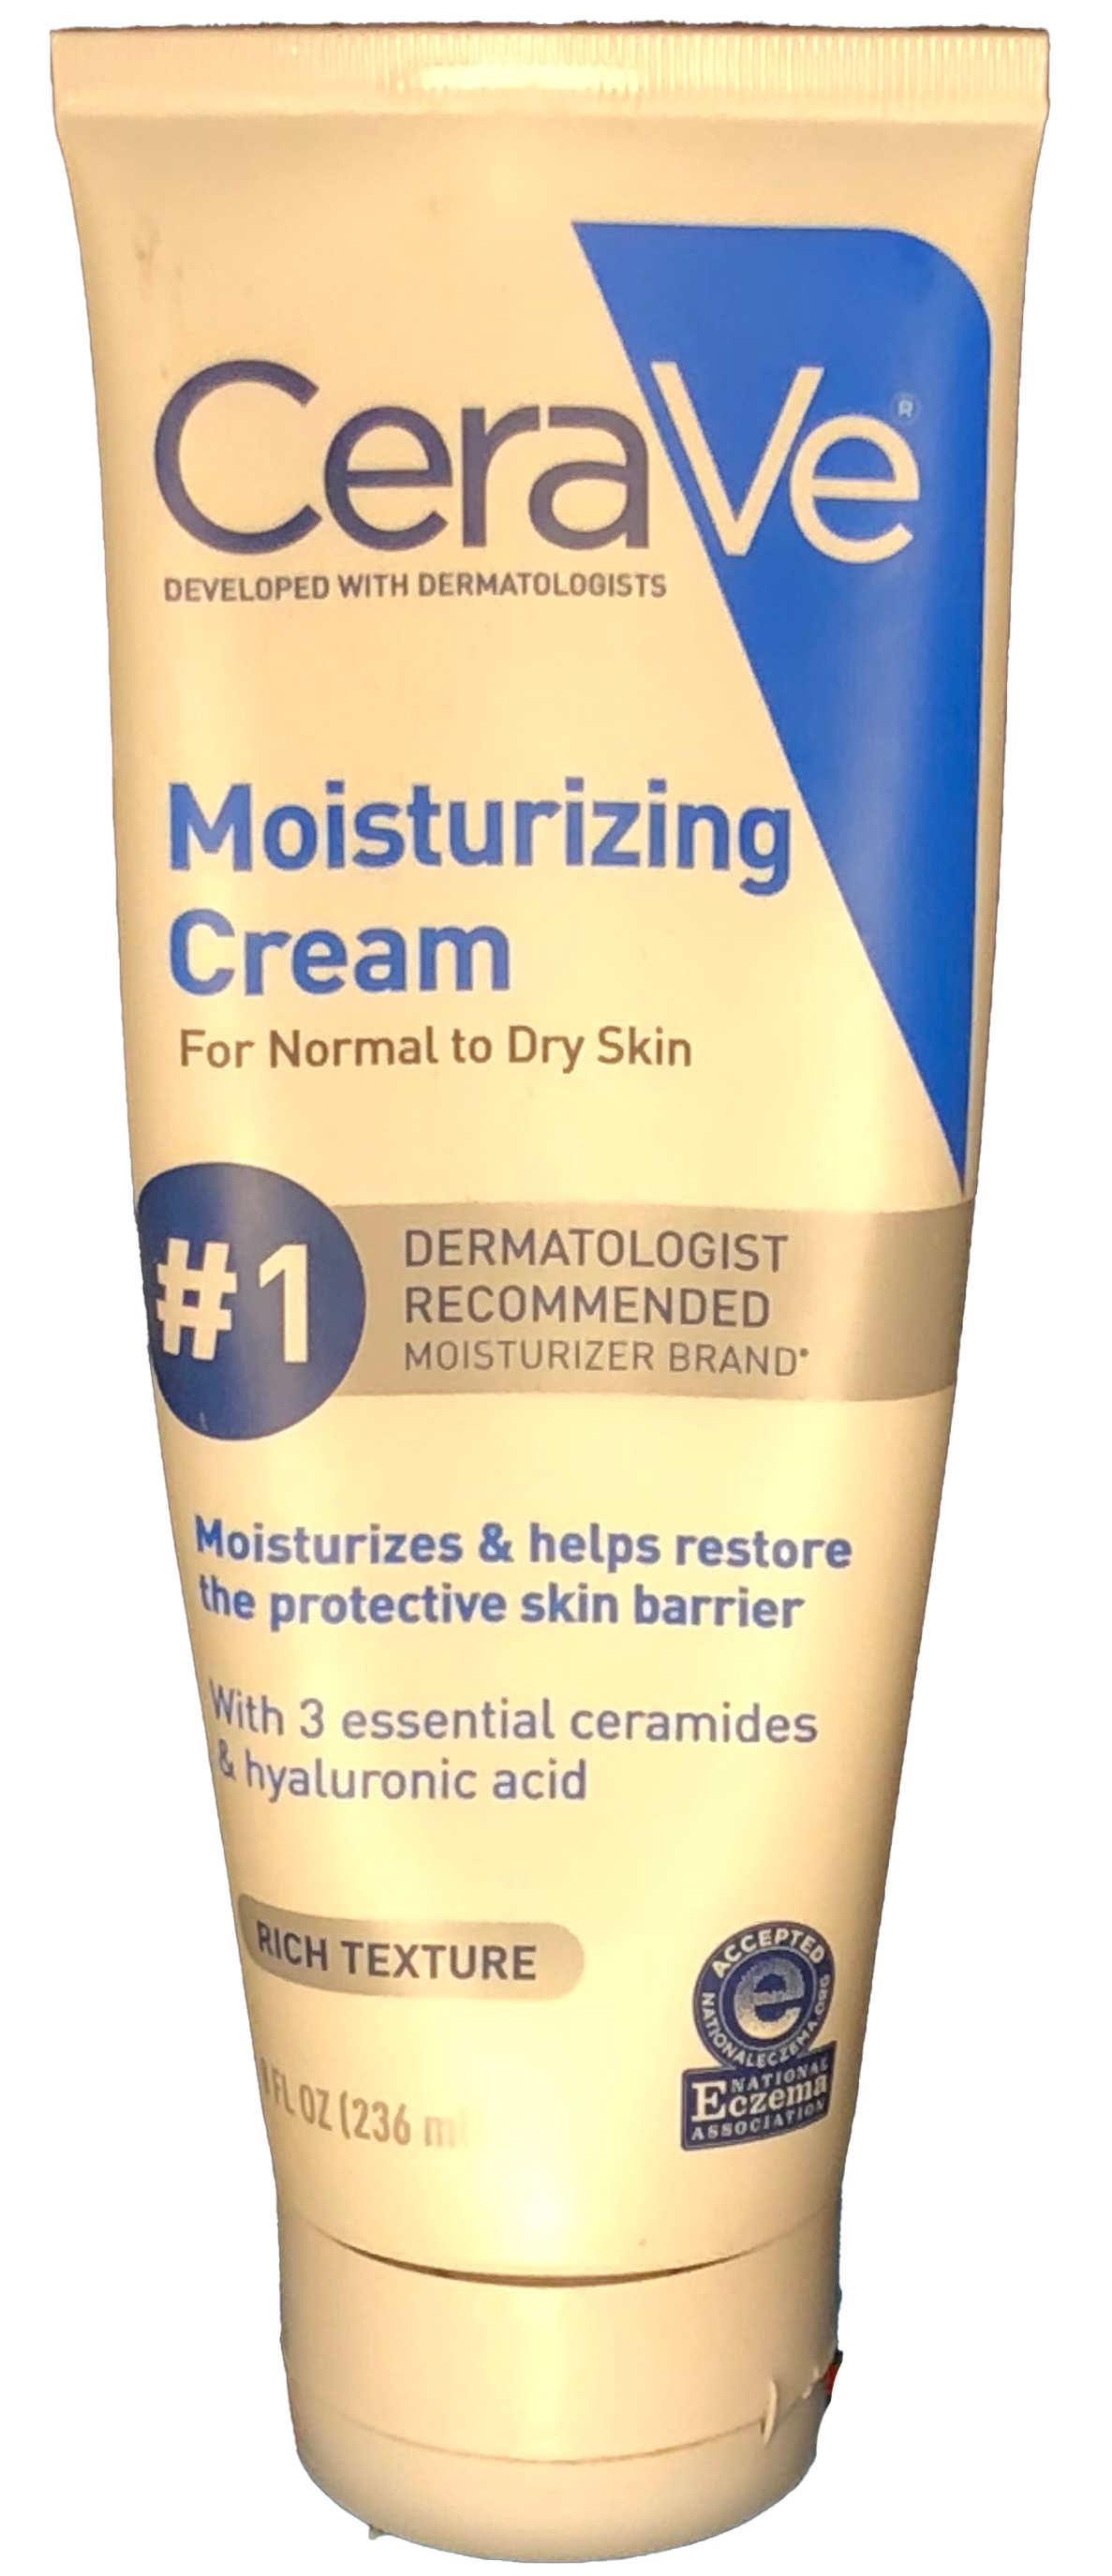 CeraVe®
DEVELOPED WITH DERMATOLOGISTS
Moisturizing
Cream
For Normal to Dry Skin
#1
DERMATOLOGIST
RECOMMENDED
MOISTURIZER BRAND*
Moisturizes & helps restore
the protective skin barrier
With 3 essential ceramides
& hyaluronic acid
RICH TEXTURE
ACCEPTED
e
NATIONALECZEMA.ORG
NATIONAL
Eczema
ASSOCIATION
FL OZ (236 ml